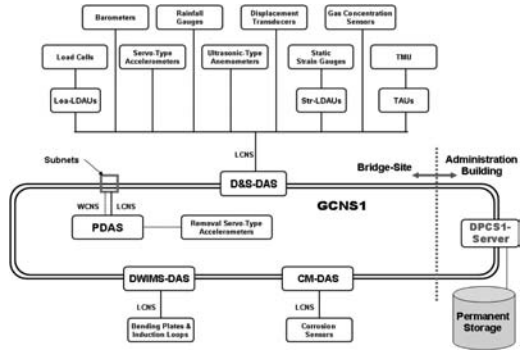 Barometers
Rainfall
Gauges
Displacement
Transducers
Gas Concentration
Sensors
Load Cells
Servo-Type
Accelerometers
Ultrasonic-Type
Anemometers
Static
Strain Gauges
TMU
Loa-LDAUs
Str-LDAUs
TAUs
LCNS
Subnets
Bridge-Site
Administration
Building
D&S-DAS
GCNS1
WCNS
LCNS
PDAS
Removal Servo-Type
Accelerometers
DPCS1-
Server
DWIMS-DAS
CM-DAS
LCNS
LCNS
Bending Plates &
Induction Loops
Corrosion
Sensors
Permanent
Storage